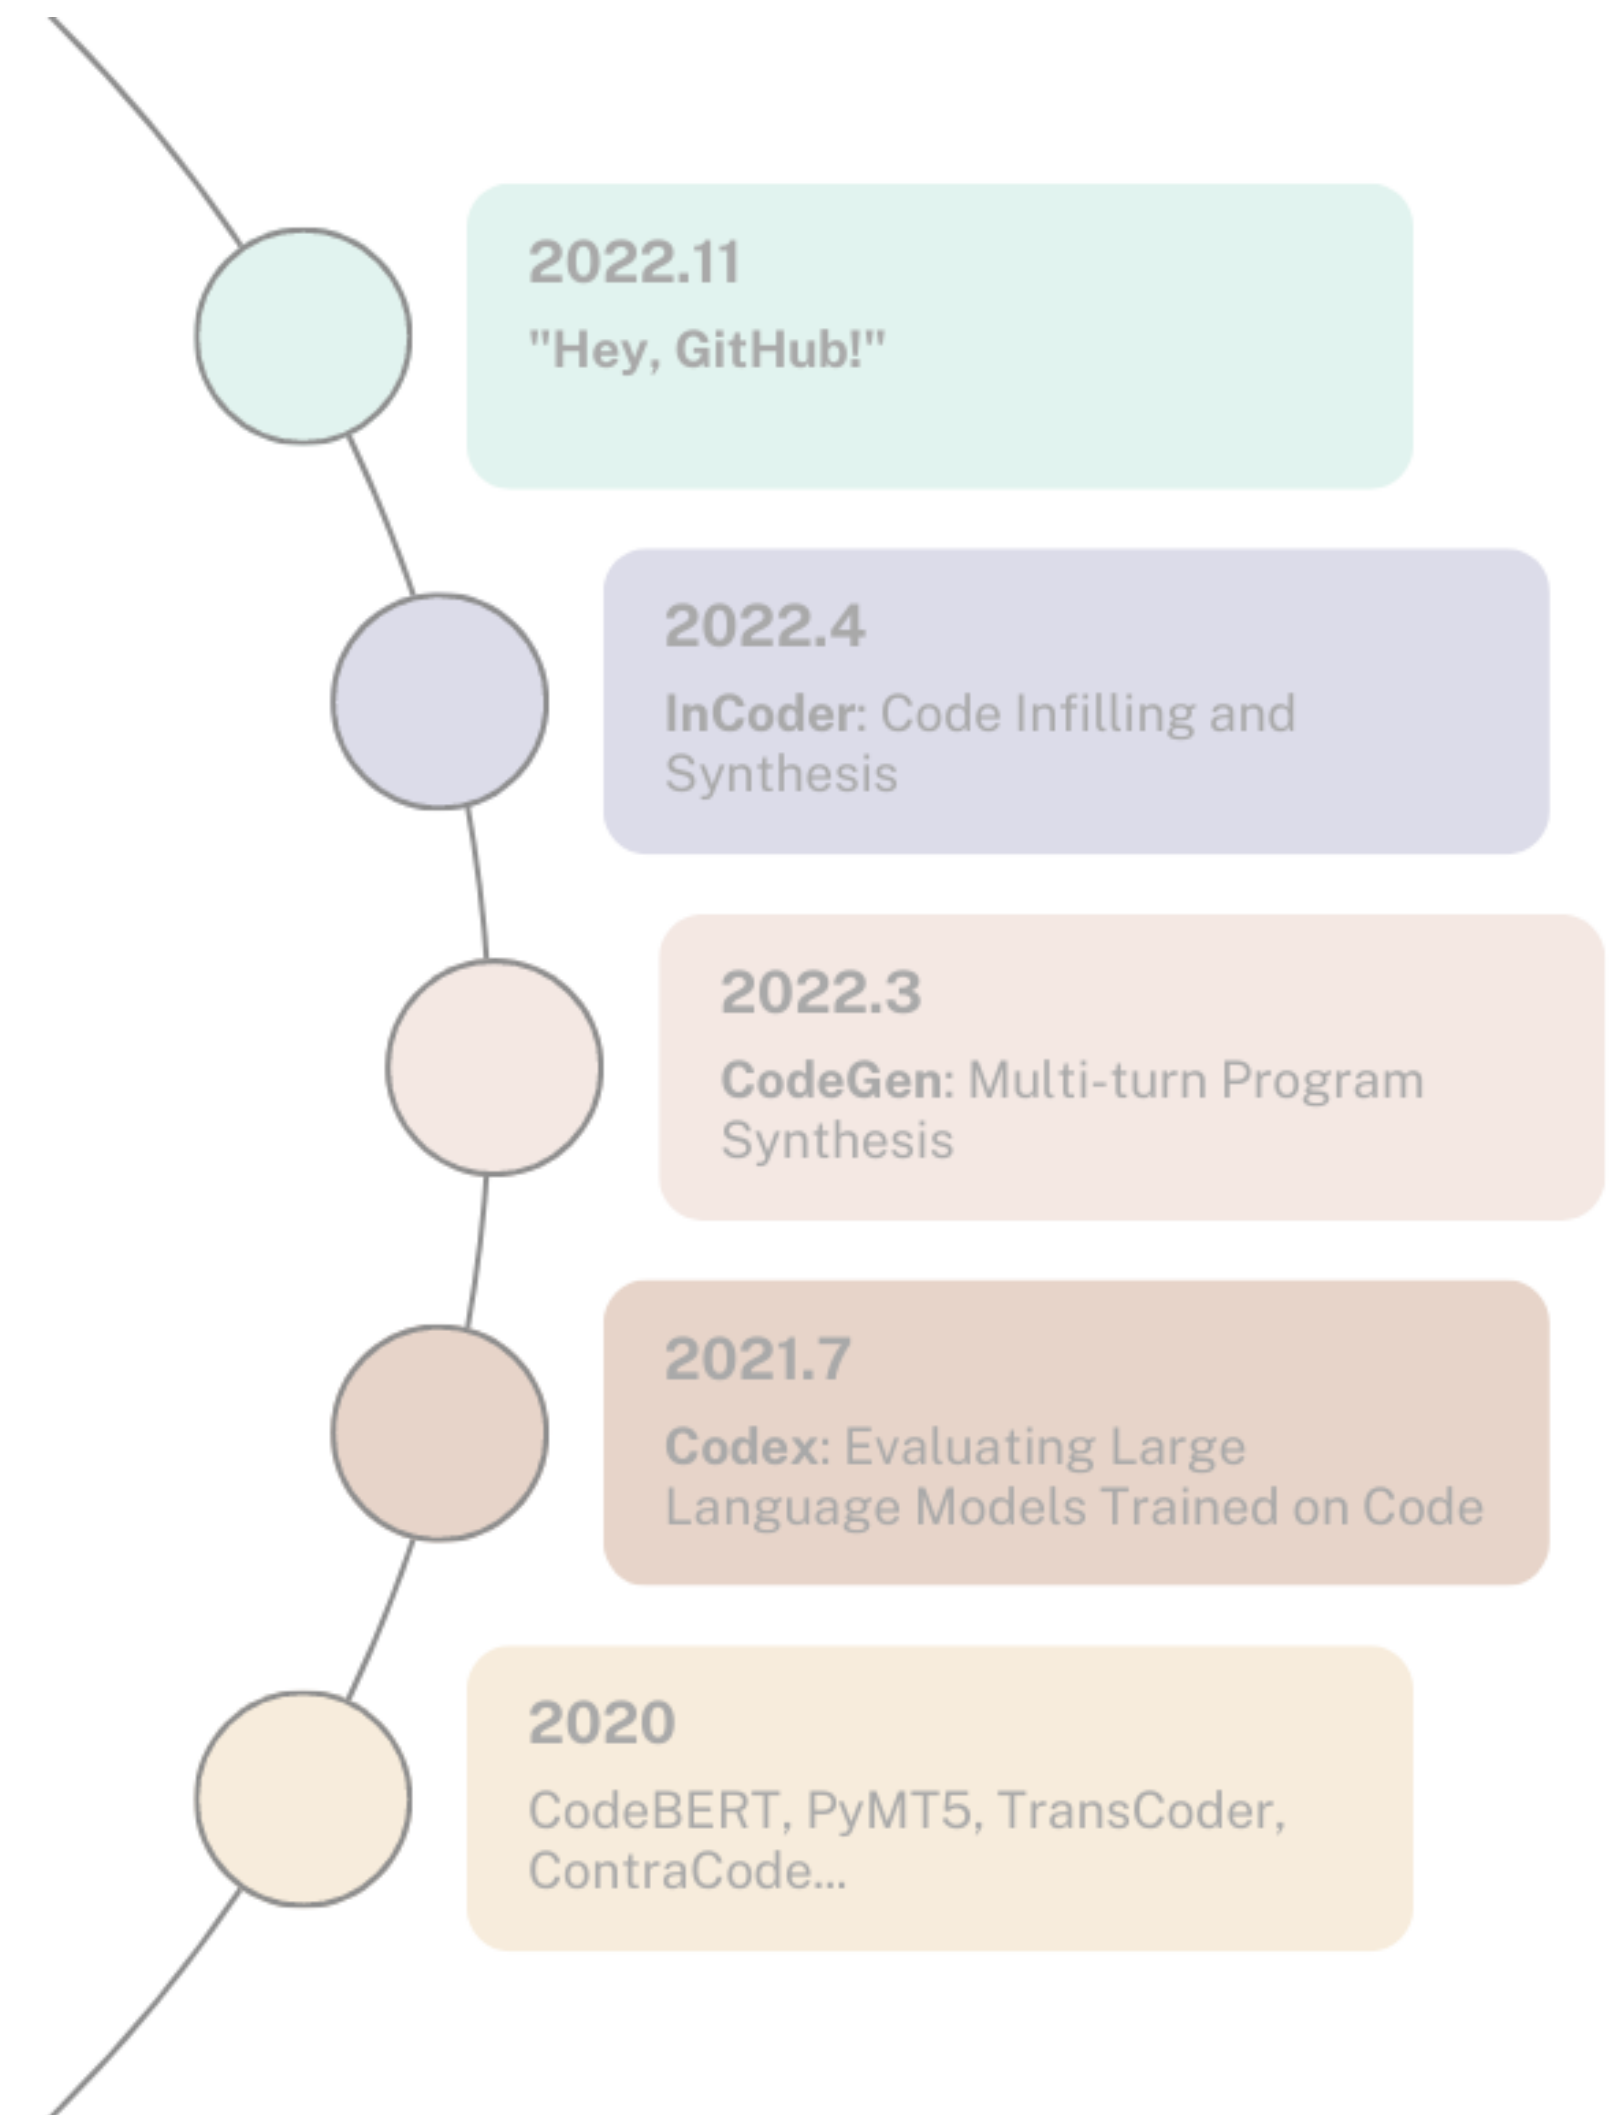 2022.11
"Hey, GitHub!"
2022.4
InCoder: Code Infilling and
Synthesis
2022.3
CodeGen: Multi-turn Program
Synthesis
2021.7
Codex: Evaluating Large
Language Models Trained on Code
2020
CodeBERT, PyMT5, TransCoder,
ContraCode...